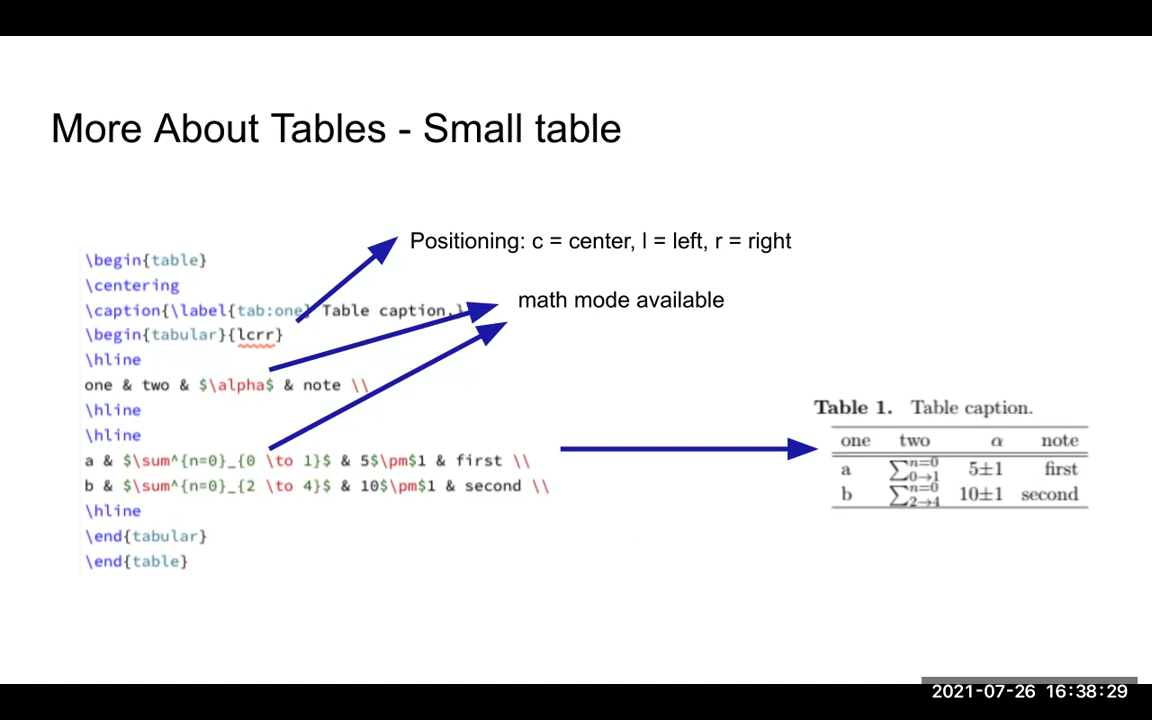 More About Tables - Small table
Positioning: c = center, l = left, r = right
math mode available
\begin{table}
\centering
\caption{\label{tab:one} Table caption.}
\begin{tabular}{lcrr}
\hline
one & two & $\alpha$ & note \\
\hline
\hline
a & $\sum^{n=0}_{0 \to 1}$ & 5$\pm$1 & first \\
b & $\sum^{n=0}_{2 \to 4}$ & 10$\pm$1 & second \\
\hline
\end{tabular}
\end{table}
Table 1. Table caption.
one two α note
a ∑n=0 0→1 5±1 first
b ∑n=0 2→4 10±1 second
2021-07-26 16:38:29